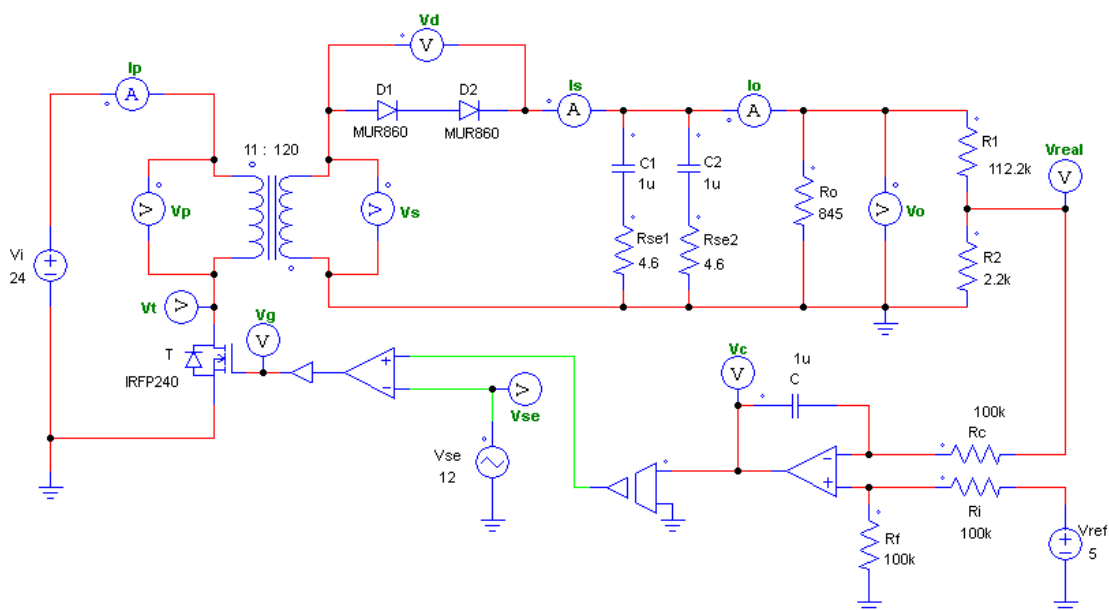 Vd
V
Ip
A
D1
D2
MUR860
MUR860
Is
A
Io
A
11 : 120
C1
1u
C2
1u
R1
112.2k
Vreal
V
V
Vp
V
Vs
Ro
845
V
Vo
Vi
24
Rse1
4.6
Rse2
4.6
R2
2.2k
Vt
V
Vg
V
T
IRFP240
V
Vse
Vc
V
1u
C
100k
Rc
Vse
12
Ri
100k
Rf
100k
Vref
5